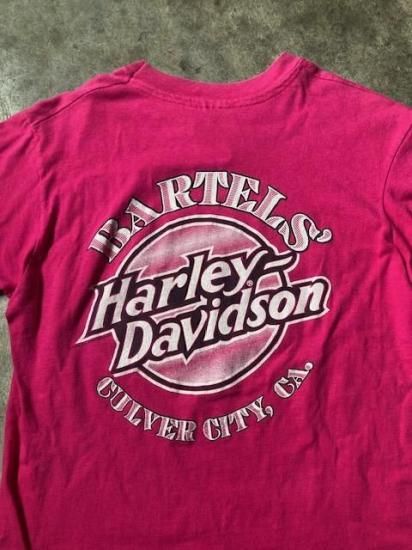 BARTELS'
Harley-
Davidson
CULVER CITY, CA.